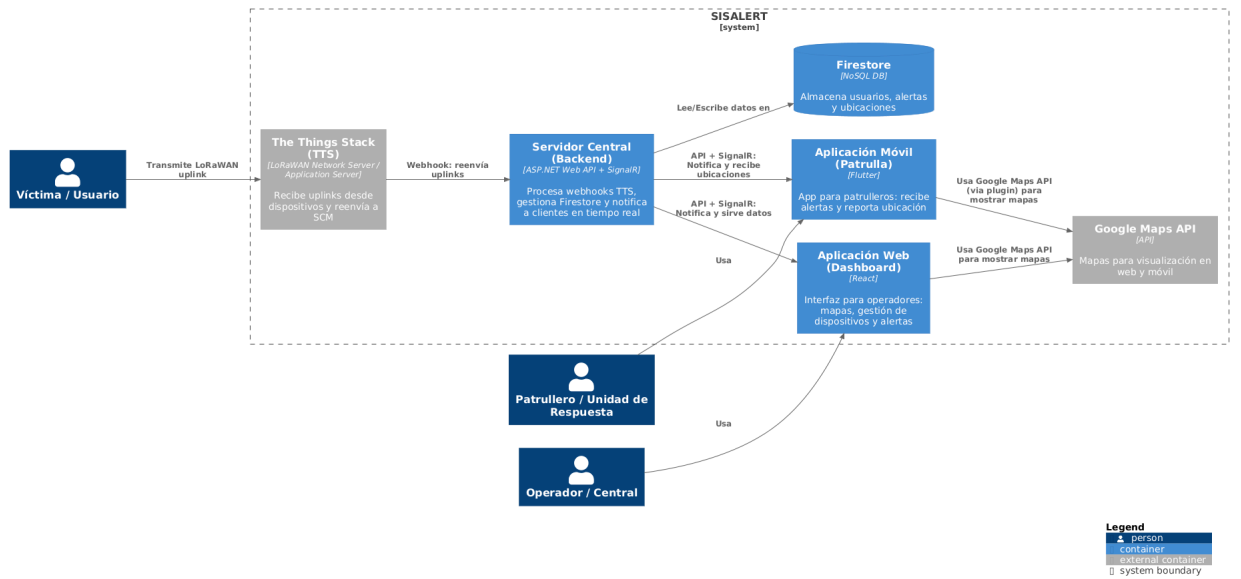 SISALERT
[system]
Firestore
[NoSQL DB]
Almacena usuarios, alertas
y ubicaciones
Lee/Escribe datos en
The Things Stack
(TTS)
[LoRaWAN Network Server /
Application Server]
Recibe uplinks desde
dispositivos y reenvía a
SCM
Servidor Central
(Backend)
[ASP.NET Web API + SignalR]
Procesa webhooks TTS,
gestiona Firestore y notifica
a clientes en tiempo real
Aplicación Móvil
(Patrulla)
[Flutter]
App para patrulleros: recibe
alertas y reporta ubicación
Víctima / Usuario
Transmite LoRaWAN
uplink
Webhook: reenvía
uplinks
API + SignalR:
Notifica y recibe
ubicaciones
API + SignalR:
Notifica y sirve datos
Usa Google Maps API
(vía plugin) para
mostrar mapas
Usa Google Maps API
para mostrar mapas
Google Maps API
[API]
Mapas para visualización en
web y móvil
Usa
Aplicación Web
(Dashboard)
[React]
Interfaz para operadores:
mapas, gestión de
dispositivos y alertas
Patrullero / Unidad de
Respuesta
Usa
Operador / Central
Legend
person
container
external container
system boundary